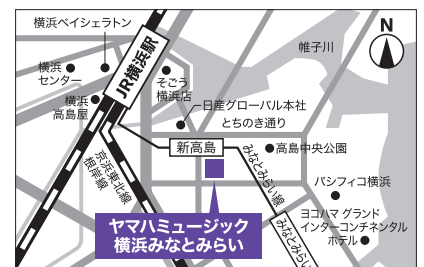 横浜ベイシェラトン
N
JR横浜駅
帷子川
横浜
センター
そごう
横浜店
横浜
高島屋
日産グローバル本社
とちのき通り
新高島
高島中央公園
京浜東北線
根岸線
みなとみらい線
パシフィコ横浜
ヨコハマ グランド
インターコンチネンタル
ホテル
ヤマハミュージック
横浜みなとみらい
みなとみらい